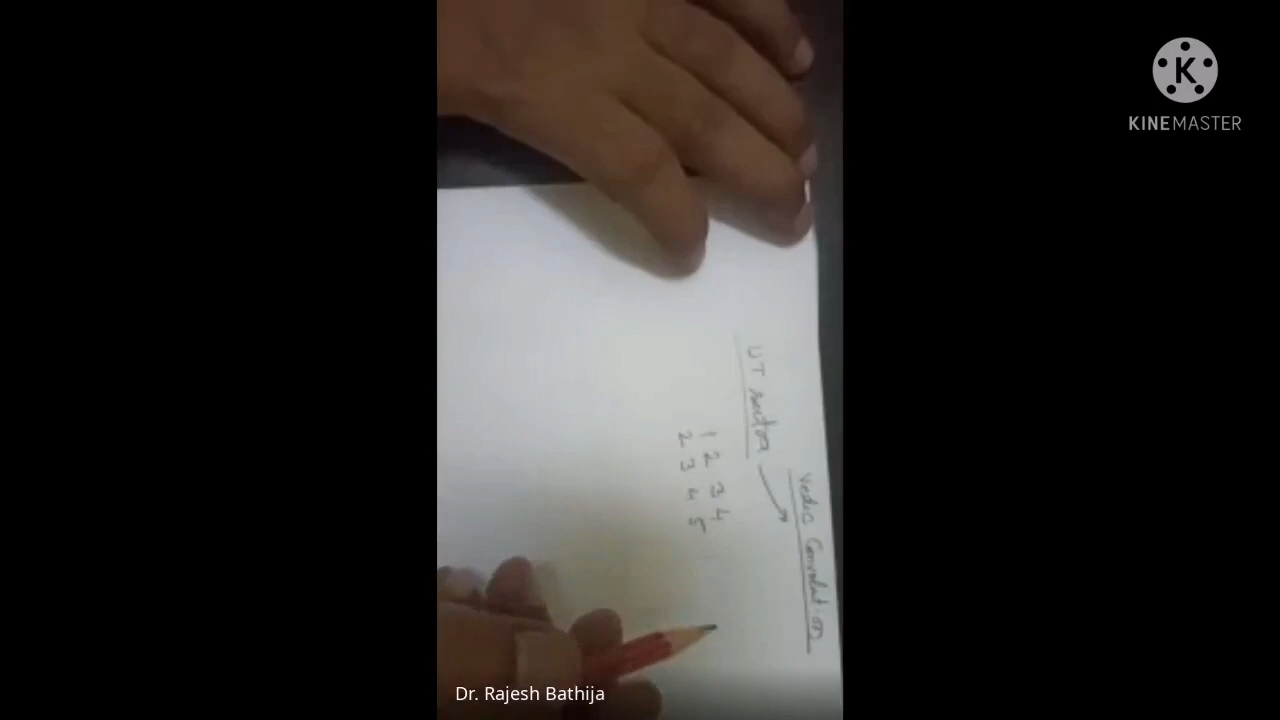 Vedic Convolution
UT sutra
1 2 3 4
2 3 4 5
KINEMASTER
Dr. Rajesh Bathija